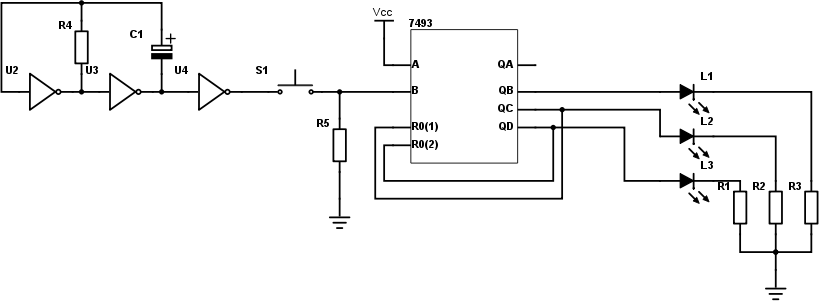 Vcc
7493
R4
C1
+
U2
U3
U4
S1
A
QA
L1
B
QB
QC
R5
L2
R0(1)
QD
R0(2)
L3
R1
R2
R3